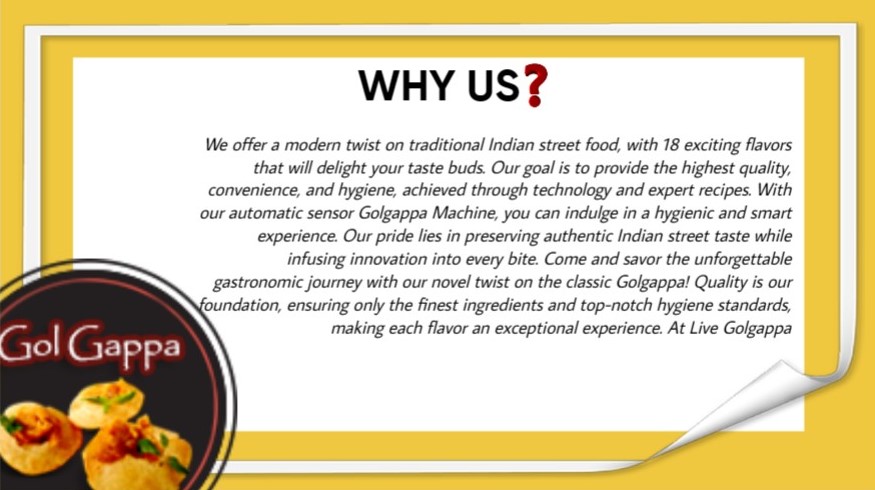 WHY US?
We offer a modern twist on traditional Indian street food, with 18 exciting flavors
that will delight your taste buds. Our goal is to provide the highest quality,
convenience, and hygiene, achieved through technology and expert recipes. With
our automatic sensor Golgappa Machine, you can indulge in a hygienic and smart
experience. Our pride lies in preserving authentic Indian street taste while
infusing innovation into every bite. Come and savor the unforgettable
gastronomic journey with our novel twist on the classic Golgappa! Quality is our
foundation, ensuring only the finest ingredients and top-notch hygiene standards,
making each flavor an exceptional experience. At Live Golgappa
Gol Gappa